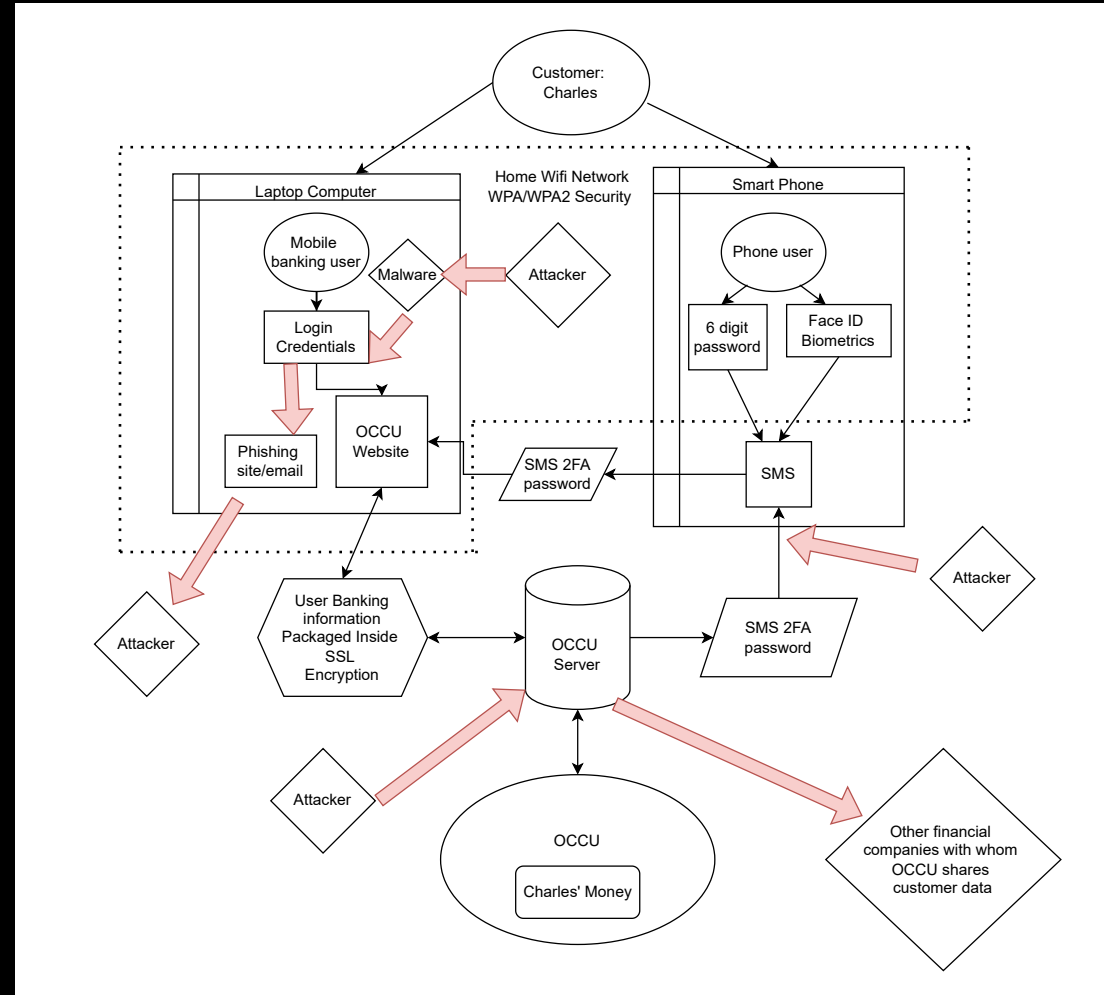 Customer:
Charles
Home Wifi Network
WPA/WPA2 Security
Laptop Computer
Smart Phone
Mobile
banking user
Malware
Attacker
Phone user
Login
Credentials
6 digit
password
Face ID
Biometrics
Phishing
site/email
OCCU
Website
SMS 2FA
password
SMS
Attacker
User Banking
information
Packaged Inside
SSL
Encryption
Attacker
OCCU
Server
SMS 2FA
password
Attacker
OCCU
Charles' Money
Other financial
companies with whom
OCCU shares
customer data